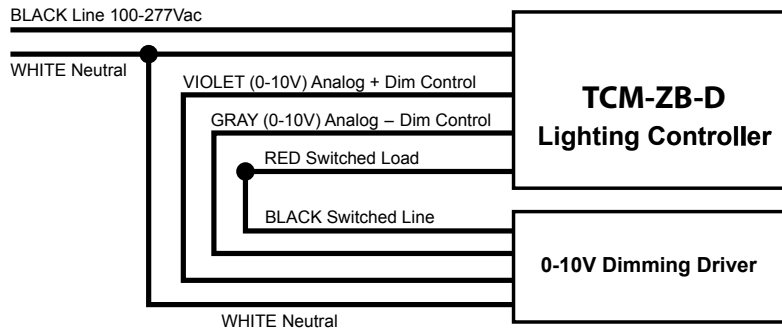 BLACK Line 100-277Vac
WHITE Neutral
VIOLET (0-10V) Analog + Dim Control
GRAY (0-10V) Analog – Dim Control
RED Switched Load
BLACK Switched Line
WHITE Neutral
TCM-ZB-D
Lighting Controller
0-10V Dimming Driver